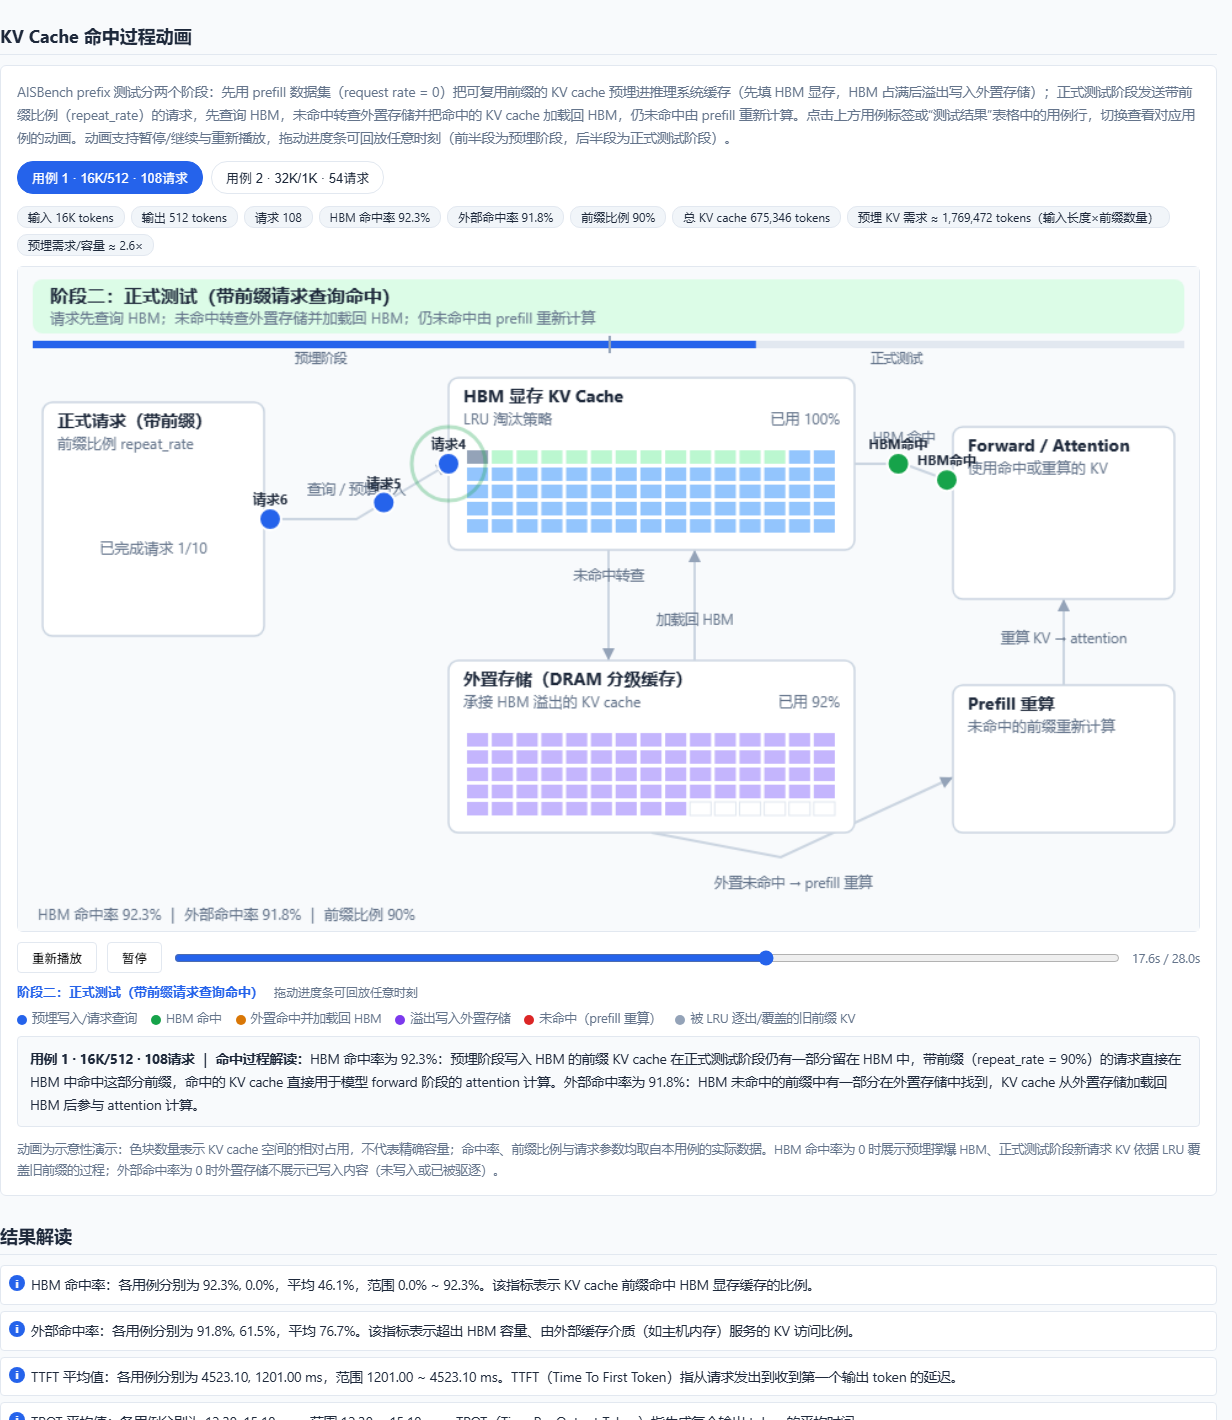 KV Cache 命中过程动画
AISBench prefix 测试分两个阶段：先用 prefill 数据集（request rate = 0）把可复用前缀的 KV cache 预埋进推理系统缓存（先填 HBM 显存，HBM 占满后溢出写入外置存储）；正式测试阶段发送带前
缀比例（repeat_rate）的请求，先查询 HBM，未命中转查外置存储并把命中的 KV cache 加载回 HBM，仍未命中由 prefill 重新计算。点击上方用例标签或"测试结果"表格中的用例行，切换查看对应用
例的动画。动画支持暂停/继续与重新播放，拖动进度条可回放任意时刻（前半段为预埋阶段，后半段为正式测试阶段）。
用例 1 · 16K/512 · 108请求
用例 2 · 32K/1K · 54请求
输入 16K tokens
输出 512 tokens
请求 108
HBM 命中率 92.3%
外部命中率 91.8%
前缀比例 90%
总 KV cache 675,346 tokens
预埋 KV 需求 ≈ 1,769,472 tokens（输入长度×前缀数量）
预埋需求/容量 ≈ 2.6×
阶段二：正式测试（带前缀请求查询命中）
请求先查询 HBM；未命中转查外置存储并加载回 HBM；仍未命中由 prefill 重新计算
预埋阶段
正式测试
正式请求（带前缀）
前缀比例 repeat_rate
已完成请求 1/10
请求6
查询 / 预埋写入
请求5
请求4
HBM 显存 KV Cache
LRU 淘汰策略
已用 100%
HBM 命中
HBM命中
HBM命中
Forward / Attention
使用命中或重算的 KV
未命中转查
加载回 HBM
重算 KV → attention
外置存储（DRAM 分级缓存）
承接 HBM 溢出的 KV cache
已用 92%
Prefill 重算
未命中的前缀重新计算
外置未命中 → prefill 重算
HBM 命中率 92.3% | 外部命中率 91.8% | 前缀比例 90%
重新播放
暂停
17.6s / 28.0s
阶段二：正式测试（带前缀请求查询命中） 拖动进度条可回放任意时刻
预埋写入/请求查询
HBM 命中
外置命中并加载回 HBM
溢出写入外置存储
未命中（prefill 重算）
被 LRU 逐出/覆盖的旧前缀 KV
用例 1 · 16K/512 · 108请求 ｜ 命中过程解读：HBM 命中率为 92.3%：预埋阶段写入 HBM 的前缀 KV cache 在正式测试阶段仍有一部分留在 HBM 中，带前缀（repeat_rate = 90%）的请求直接在
HBM 中命中这部分前缀，命中的 KV cache 直接用于模型 forward 阶段的 attention 计算。外部命中率为 91.8%：HBM 未命中的前缀中有一部分在外置存储中找到，KV cache 从外置存储加载回
HBM 后参与 attention 计算。
动画为示意性演示：色块数量表示 KV cache 空间的相对占用，不代表精确容量；命中率、前缀比例与请求参数均取自本用例的实际数据。HBM 命中率为 0 时展示预埋撑爆 HBM、正式测试阶段新请求 KV 依据 LRU 覆
盖旧前缀的过程；外部命中率为 0 时外置存储不展示已写入内容（未写入或已被驱逐）。
结果解读
HBM 命中率：各用例分别为 92.3%, 0.0%，平均 46.1%，范围 0.0% ~ 92.3%。该指标表示 KV cache 前缀命中 HBM 显存缓存的比例。
外部命中率：各用例分别为 91.8%, 61.5%，平均 76.7%。该指标表示超出 HBM 容量、由外部缓存介质（如主机内存）服务的 KV 访问比例。
TTFT 平均值：各用例分别为 4523.10, 1201.00 ms，范围 1201.00 ~ 4523.10 ms。TTFT（Time To First Token）指从请求发出到收到第一个输出 token 的延迟。